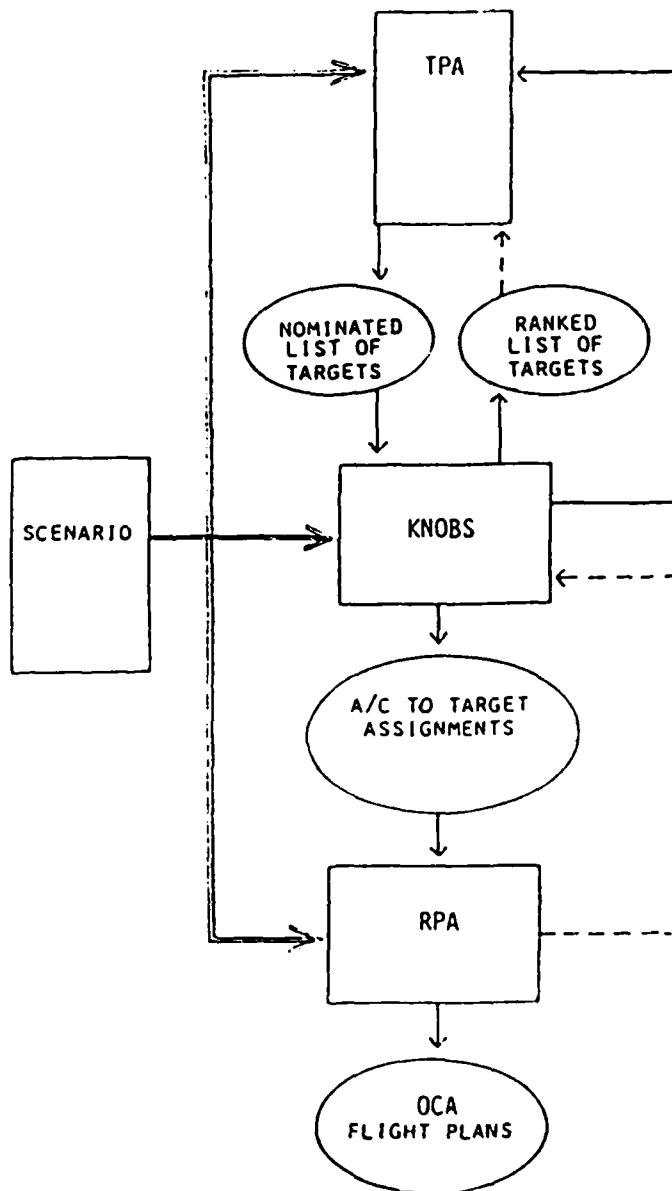 TPA
NOMINATED
LIST OF
TARGETS
RANKED
LIST OF
TARGETS
SCENARIO
KNOBS
A/C TO TARGET
ASSIGNMENTS
RPA
OCA
FLIGHT PLANS